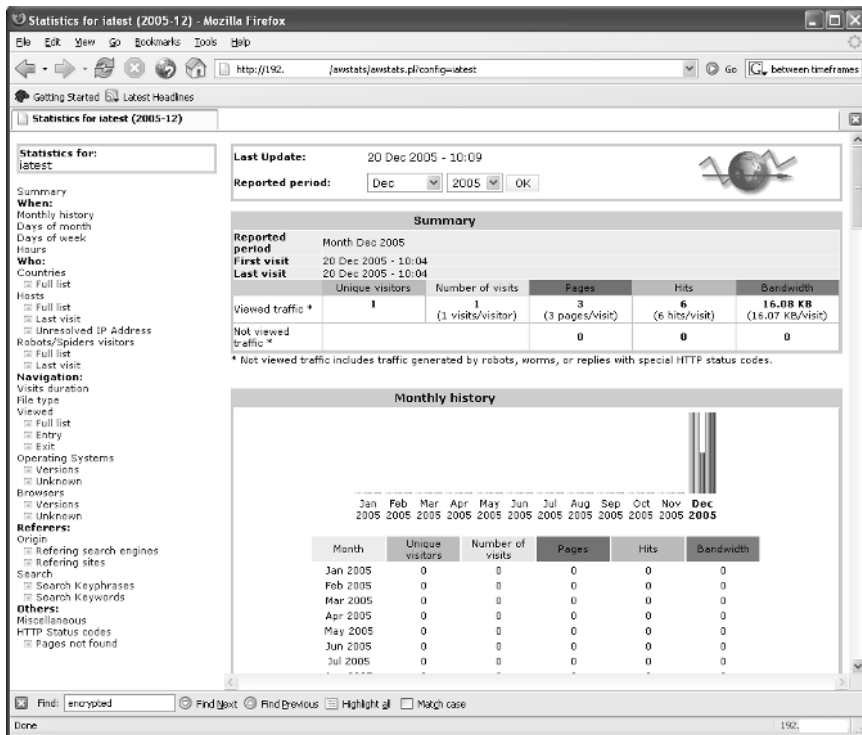 Statistics for iatest (2005-12) - Mozilla Firefox
File Edit View Go Bookmarks Tools Help
http://192. /awstats/awstats.pl?config=iatest Go G between timeframes
Getting Started Latest Headlines
Statistics for iatest (2005-12)
Statistics for:
iatest
Summary
When:
Monthly history
Days of month
Days of week
Hours
Who:
Countries
Full list
Hosts
Full list
Last visit
Unresolved IP Address
Robots/Spiders visitors
Full list
Last visit
Navigation:
Visits duration
File type
Viewed
Full list
Entry
Exit
Operating Systems
Versions
Unknown
Browsers
Versions
Unknown
Referers:
Origin
Refering search engines
Refering sites
Search
Search Keyphrases
Search Keywords
Others:
Miscellaneous
HTTP Status codes
Pages not found
Last Update: 20 Dec 2005 - 10:09
Reported period: Dec 2005 OK
Summary
Reported period Month Dec 2005
First visit 20 Dec 2005 - 10:04
Last visit 20 Dec 2005 - 10:04
Unique visitors Number of visits Pages Hits Bandwidth
Viewed traffic * 1 1 3 6 16.08 KB
(1 visits/visitor) (3 pages/visit) (6 hits/visit) (16.07 KB/visit)
Not viewed traffic * 0 0 0
* Not viewed traffic includes traffic generated by robots, worms, or replies with special HTTP status codes.
Monthly history
Jan Feb Mar Apr May Jun Jul Aug Sep Oct Nov Dec
2005 2005 2005 2005 2005 2005 2005 2005 2005 2005 2005 2005
Month Unique visitors Number of visits Pages Hits Bandwidth
Jan 2005 0 0 0 0 0
Feb 2005 0 0 0 0 0
Mar 2005 0 0 0 0 0
Apr 2005 0 0 0 0 0
May 2005 0 0 0 0 0
Jun 2005 0 0 0 0 0
Jul 2005 0 0 0 0 0
Find: encrypted Find Next Find Previous Highlight all Match case
Done 192.